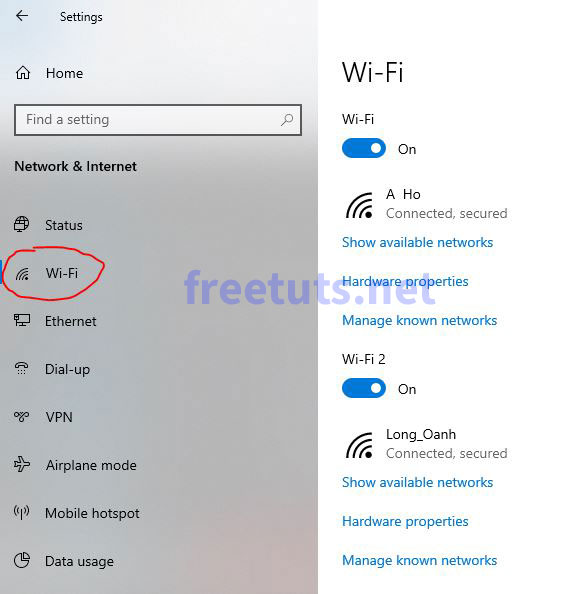 Settings
Home
Find a setting
Network & Internet
Status
Wi-Fi
Ethernet
Dial-up
VPN
Airplane mode
Mobile hotspot
Data usage
Wi-Fi
Wi-Fi
On
A Ho
Connected, secured
Show available networks
Hardware properties
Manage known networks
Wi-Fi 2
On
Long_Oanh
Connected, secured
Show available networks
Hardware properties
Manage known networks
freetuts.net